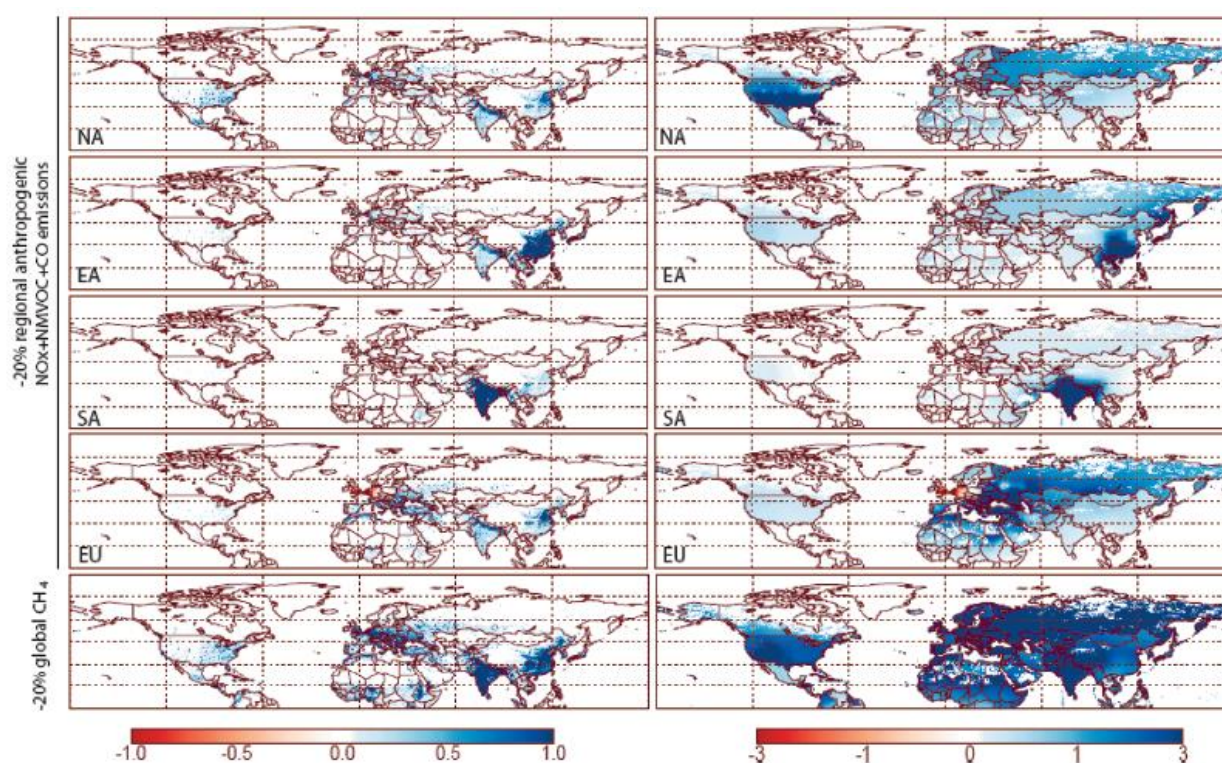 -20% regional anthropogenic
NOx+NMVOC+CO emissions
NA
NA
EA
EA
SA
SA
EU
EU
-20% global CH₄
-1.0 -0.5 0.0 0.5 1.0
-3 -1 0 1 3